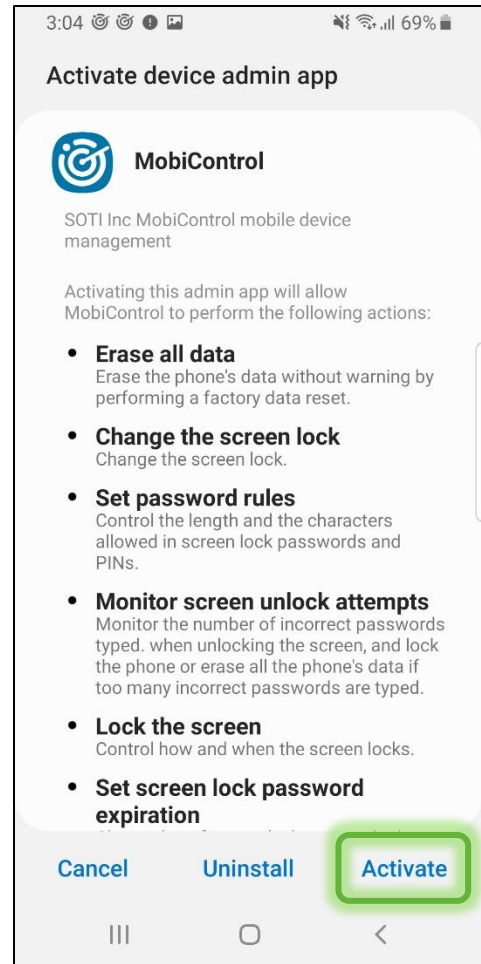 3:04 69%
Activate device admin app
MobiControl
SOTI Inc MobiControl mobile device
management
Activating this admin app will allow
MobiControl to perform the following actions:
• Erase all data
Erase the phone's data without warning by
performing a factory data reset.
• Change the screen lock
Change the screen lock.
• Set password rules
Control the length and the characters
allowed in screen lock passwords and
PINs.
• Monitor screen unlock attempts
Monitor the number of incorrect passwords
typed. when unlocking the screen, and lock
the phone or erase all the phone's data if
too many incorrect passwords are typed.
• Lock the screen
Control how and when the screen locks.
• Set screen lock password
expiration
Cancel Uninstall Activate